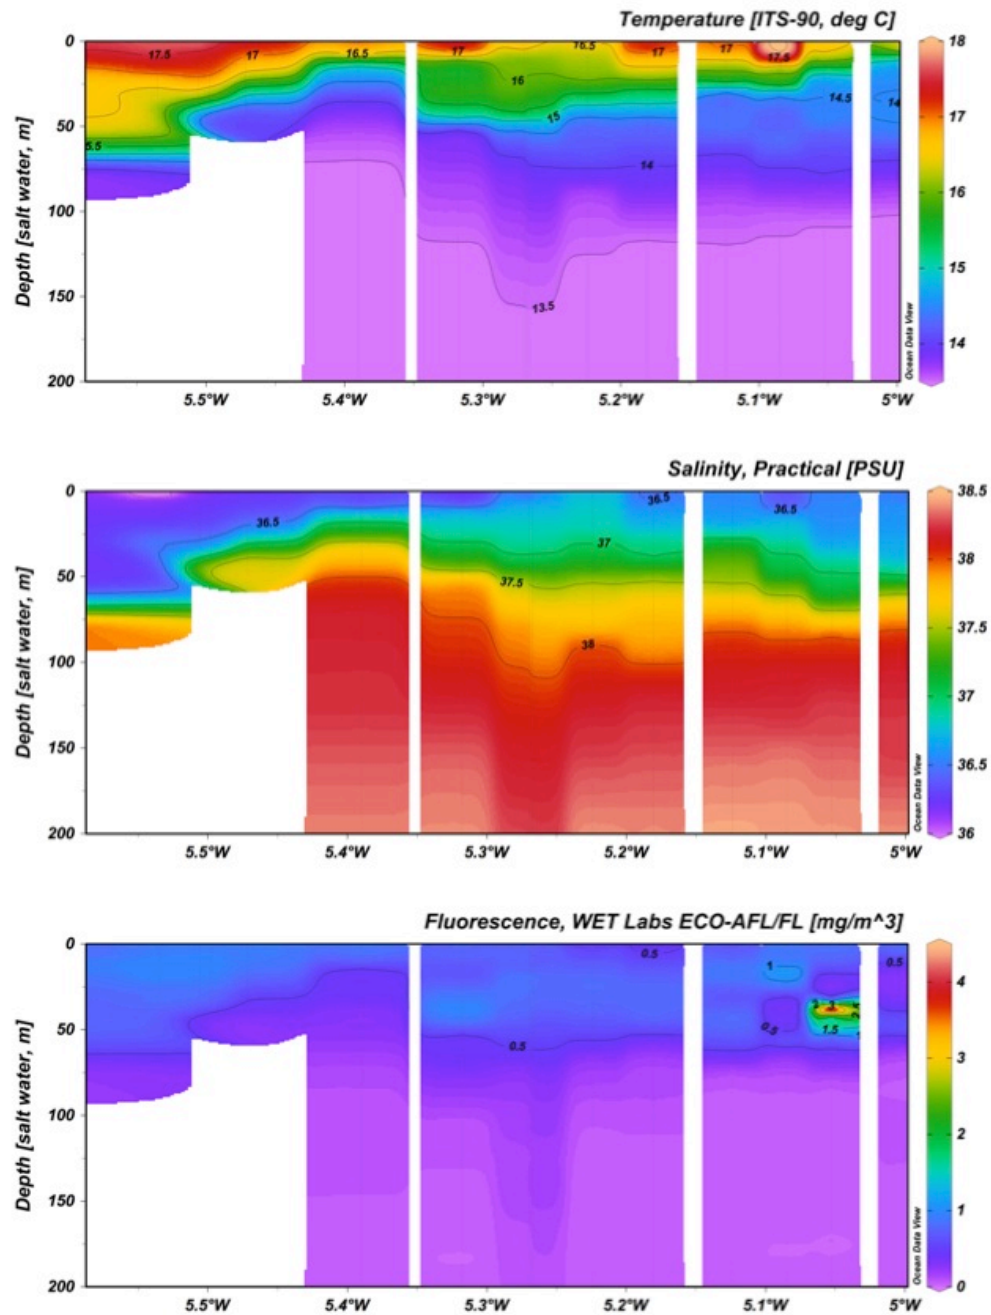 Temperature [ITS-90, deg C]
0
50
100
150
200
Depth [salt water, m]
17.5
17
16.5
17
16.5
17
17
17.5
16
15
14.5
14
5.5
14
13.5
5.5°W
5.4°W
5.3°W
5.2°W
5.1°W
5°W
Ocean Data View
18
17
16
15
14
Salinity, Practical [PSU]
0
50
100
150
200
Depth [salt water, m]
36.5
36.5
36.5
37
37.5
38
5.5°W
5.4°W
5.3°W
5.2°W
5.1°W
5°W
Ocean Data View
38.5
38
37.5
37
36.5
36
Fluorescence, WET Labs ECO-AFL/FL [mg/m^3]
0
50
100
150
200
Depth [salt water, m]
0.5
1
0.5
3
0.5
1.5
0.5
5.5°W
5.4°W
5.3°W
5.2°W
5.1°W
5°W
Ocean Data View
4
3
2
1
0